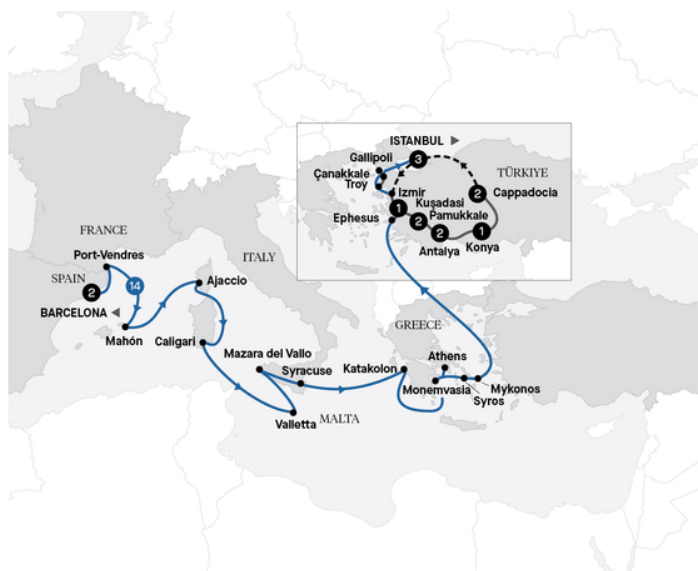 ISTANBUL
Gallipoli
3
Çanakkale
TÜRKIYE
Troy
Izmir
2
Cappadocia
1
Kuşadasi
Ephesus
2
Pamukkale
2
1
Antalya
Konya
FRANCE
Port-Vendres
ITALY
SPAIN
2
14
Ajaccio
BARCELONA
Mahón
Caligari
GREECE
Mazara del Vallo
Katakolon
Athens
Syracuse
Monemvasia
Mykonos
Syros
MALTA
Valletta